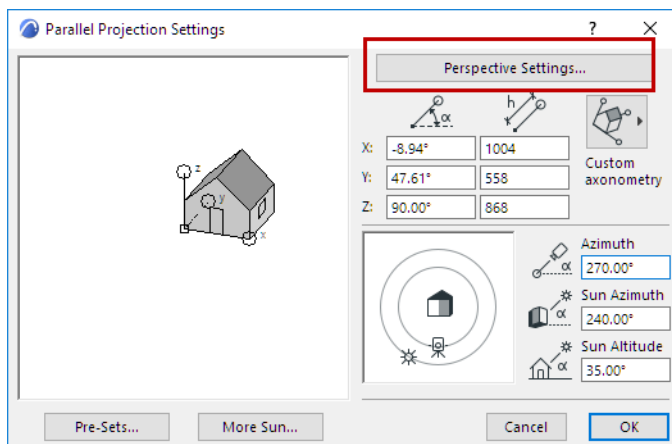 Parallel Projection Settings
?
Perspective Settings...
α
h
X: -8.94° 1004
Y: 47.61° 558
Z: 90.00° 868
Custom
axonometry
z
y
x
Azimuth
α 270.00°
Sun Azimuth
α 240.00°
Sun Altitude
α 35.00°
Pre-Sets...
More Sun...
Cancel
OK